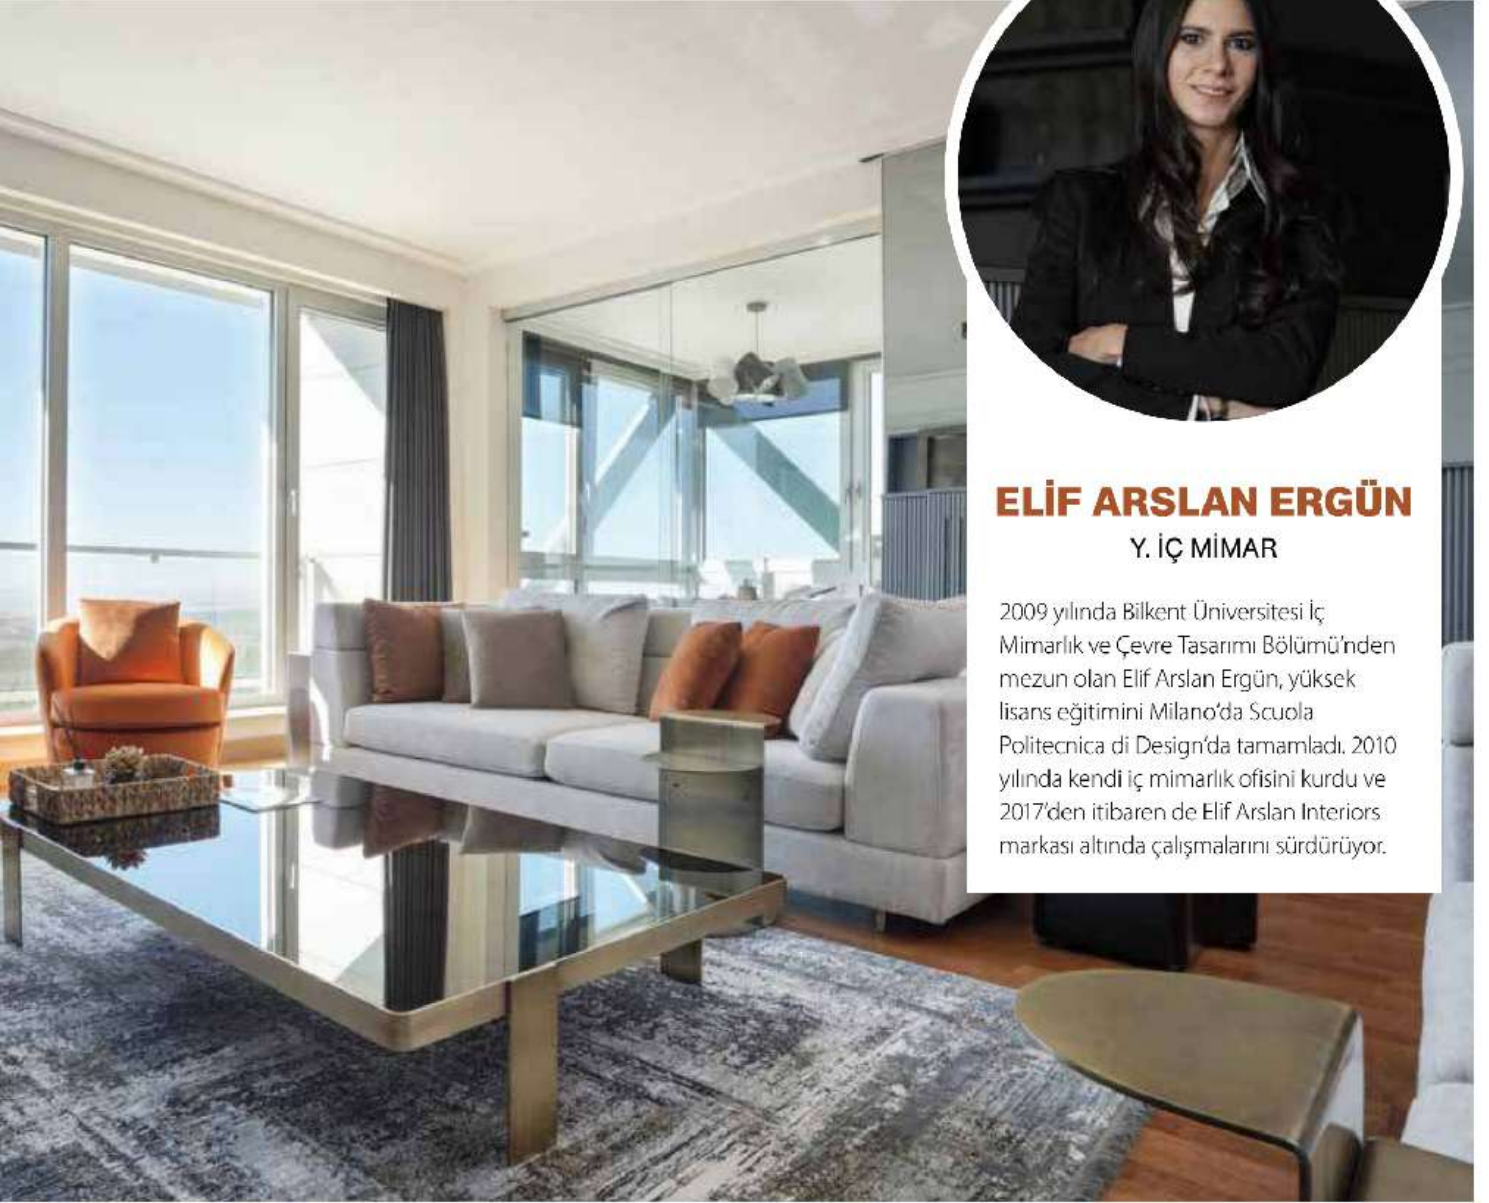 ELİF ARSLAN ERGÜN
Y. İÇ MİMAR
2009 yılında Bilkent Üniversitesi İç
Mimarlık ve Çevre Tasarımı Bölümü'nden
mezun olan Elif Arslan Ergün, yüksek
lisans eğitimini Milano'da Scuola
Politecnica di Design'da tamamladı. 2010
yılında kendi iç mimarlık ofisini kurdu ve
2017'den itibaren de Elif Arslan Interiors
markası altında çalışmalarını sürdürüyor.